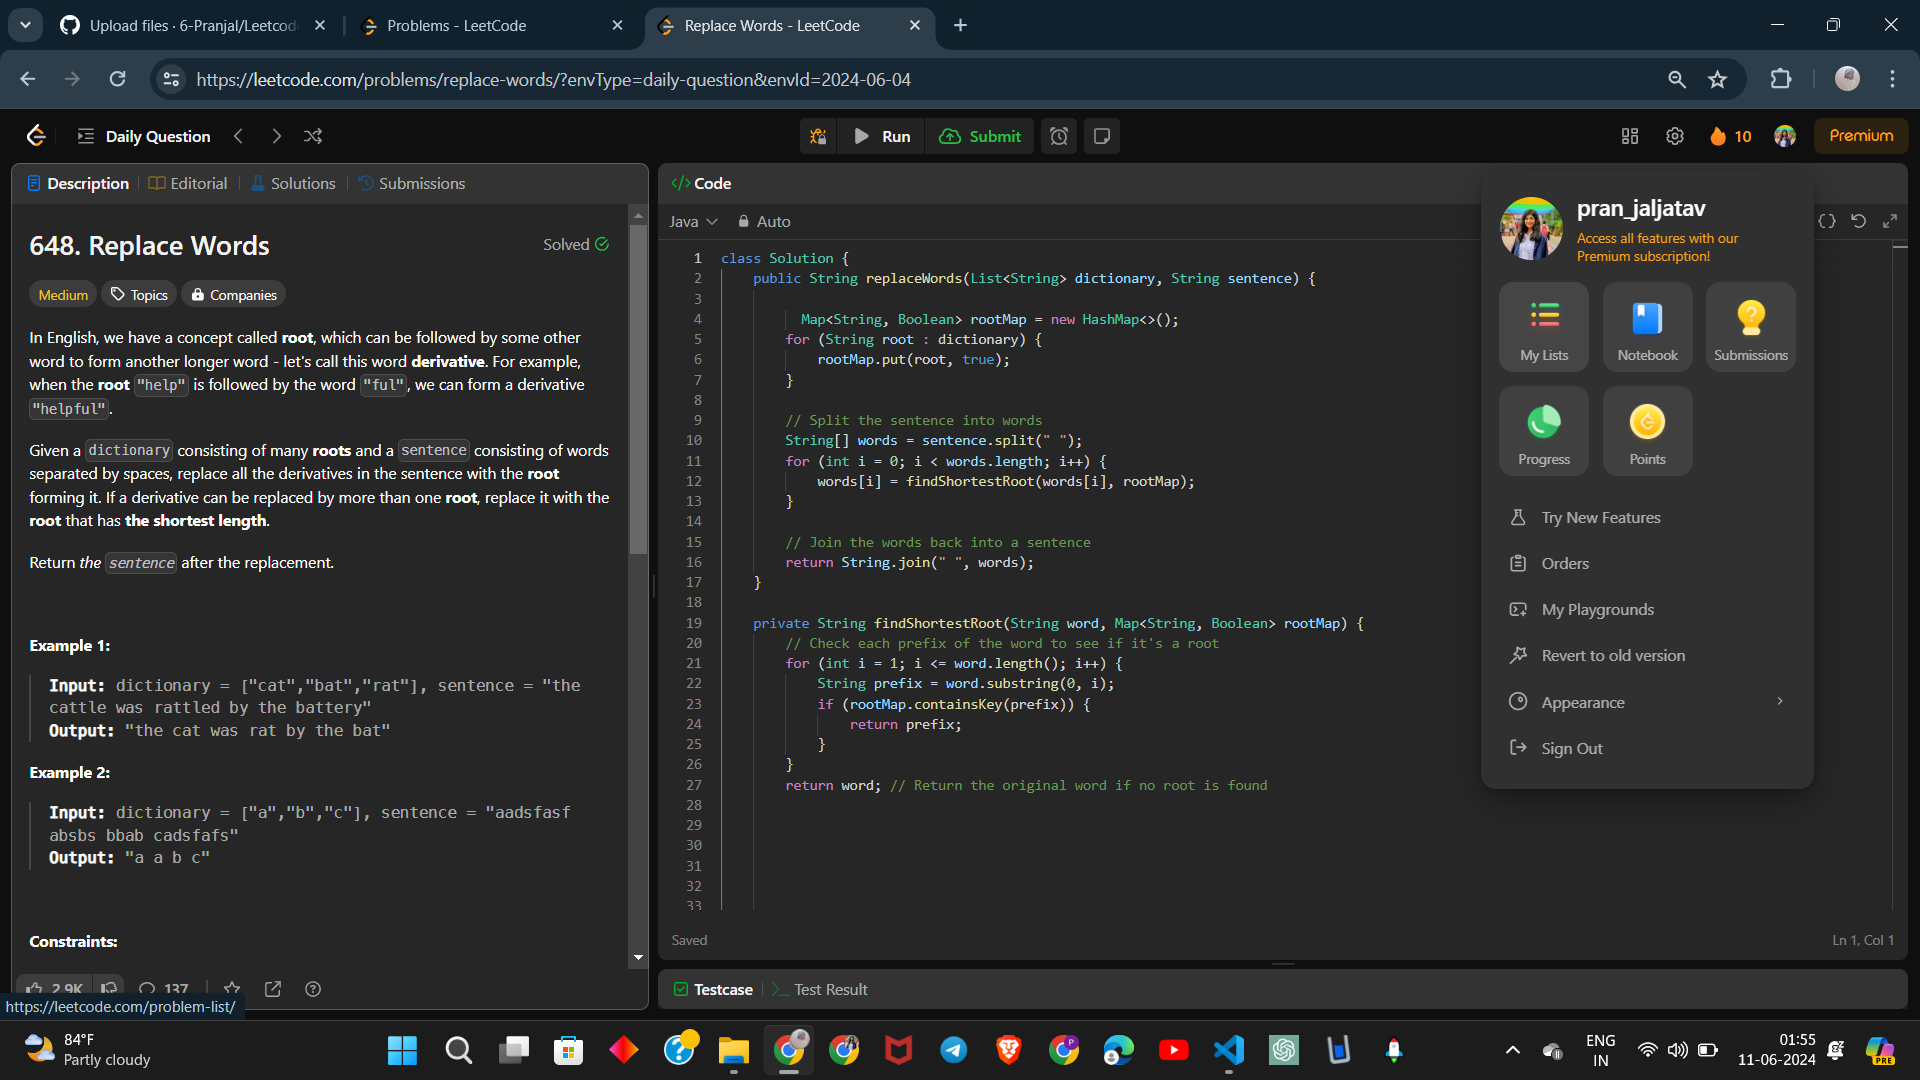 Upload files · 6-Pranjal/Leetcod
Problems - LeetCode
Replace Words - LeetCode
https://leetcode.com/problems/replace-words/?envType=daily-question&envId=2024-06-04
Daily Question
Run
Submit
10
Premium
Description
Editorial
Solutions
Submissions
648. Replace Words
Solved
Medium
Topics
Companies
In English, we have a concept called root, which can be followed by some other
word to form another longer word - let's call this word derivative. For example,
when the root "help" is followed by the word "ful", we can form a derivative
"helpful".
Given a dictionary consisting of many roots and a sentence consisting of words
separated by spaces, replace all the derivatives in the sentence with the root
forming it. If a derivative can be replaced by more than one root, replace it with the
root that has the shortest length.
Return the sentence after the replacement.
Example 1:
Input: dictionary = ["cat","bat","rat"], sentence = "the
cattle was rattled by the battery"
Output: "the cat was rat by the bat"
Example 2:
Input: dictionary = ["a","b","c"], sentence = "aadsfasf
absbs bbab cadsfafs"
Output: "a a b c"
Constraints:
2.9K
137
https://leetcode.com/problem-list/
</> Code
Java
Auto
1 class Solution {
2 public String replaceWords(List<String> dictionary, String sentence) {
3
4 Map<String, Boolean> rootMap = new HashMap<>();
5 for (String root : dictionary) {
6 rootMap.put(root, true);
7 }
8
9 // Split the sentence into words
10 String[] words = sentence.split(" ");
11 for (int i = 0; i < words.length; i++) {
12 words[i] = findShortestRoot(words[i], rootMap);
13 }
14
15 // Join the words back into a sentence
16 return String.join(" ", words);
17 }
18
19 private String findShortestRoot(String word, Map<String, Boolean> rootMap) {
20 // Check each prefix of the word to see if it's a root
21 for (int i = 1; i <= word.length(); i++) {
22 String prefix = word.substring(0, i);
23 if (rootMap.containsKey(prefix)) {
24 return prefix;
25 }
26 }
27 return word; // Return the original word if no root is found
28
29
30
31
32
33
Saved
Ln 1, Col 1
Testcase
Test Result
pran_jaljatav
Access all features with our
Premium subscription!
My Lists
Notebook
Submissions
Progress
Points
Try New Features
Orders
My Playgrounds
Revert to old version
Appearance
Sign Out
84°F
Partly cloudy
ENG
IN
01:55
11-06-2024
PRE